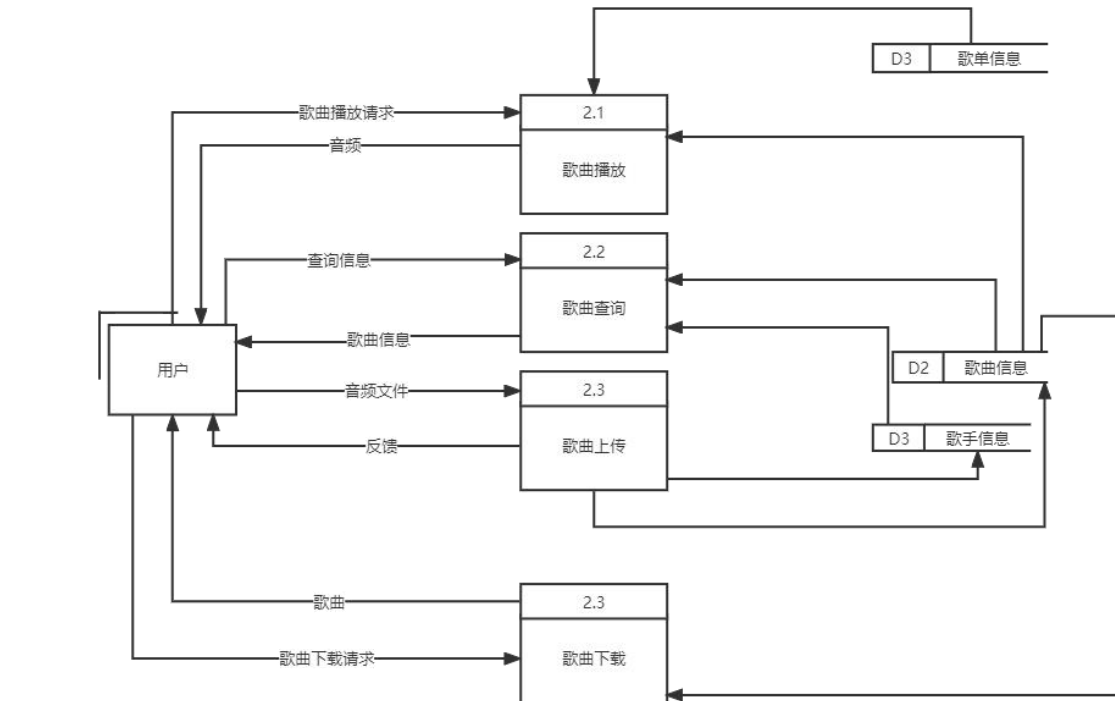 D3 歌单信息
歌曲播放请求
2.1
音频
歌曲播放
查询信息
2.2
歌曲查询
歌曲信息
用户
D2 歌曲信息
音频文件
2.3
反馈
歌曲上传
D3 歌手信息
歌曲
2.3
歌曲下载请求
歌曲下载